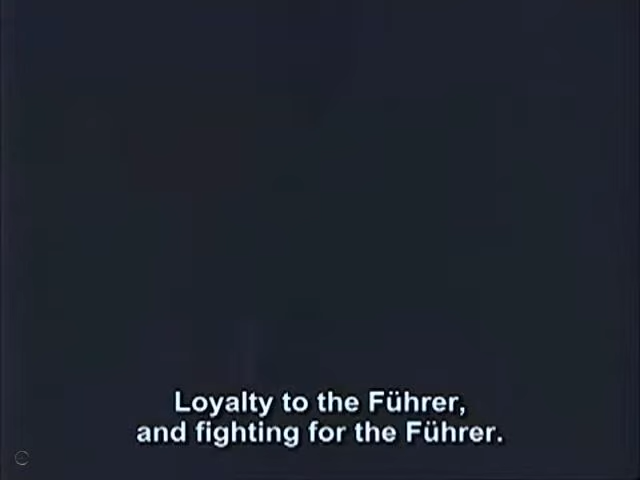 Loyalty to the Führer,
and fighting for the Führer.